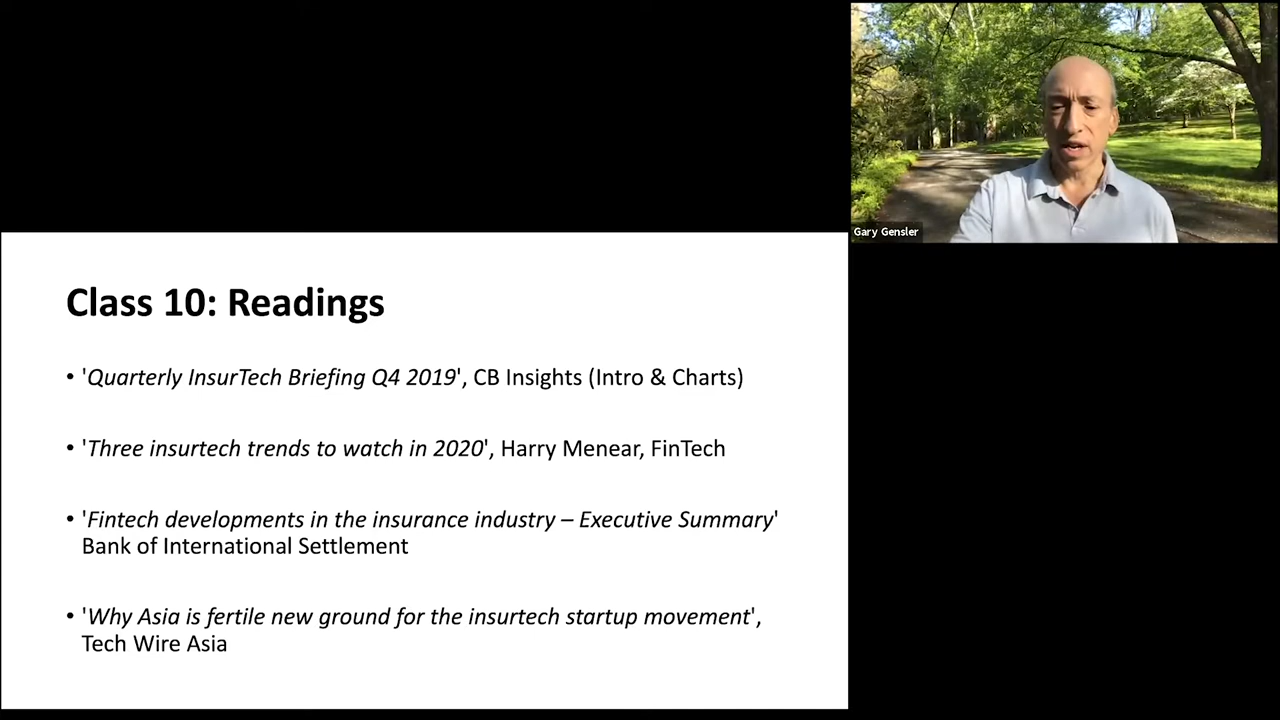 Gary Gensler
Class 10: Readings
• 'Quarterly InsurTech Briefing Q4 2019', CB Insights (Intro & Charts)
• 'Three insurtech trends to watch in 2020', Harry Menear, FinTech
• 'Fintech developments in the insurance industry – Executive Summary'
Bank of International Settlement
• 'Why Asia is fertile new ground for the insurtech startup movement',
Tech Wire Asia